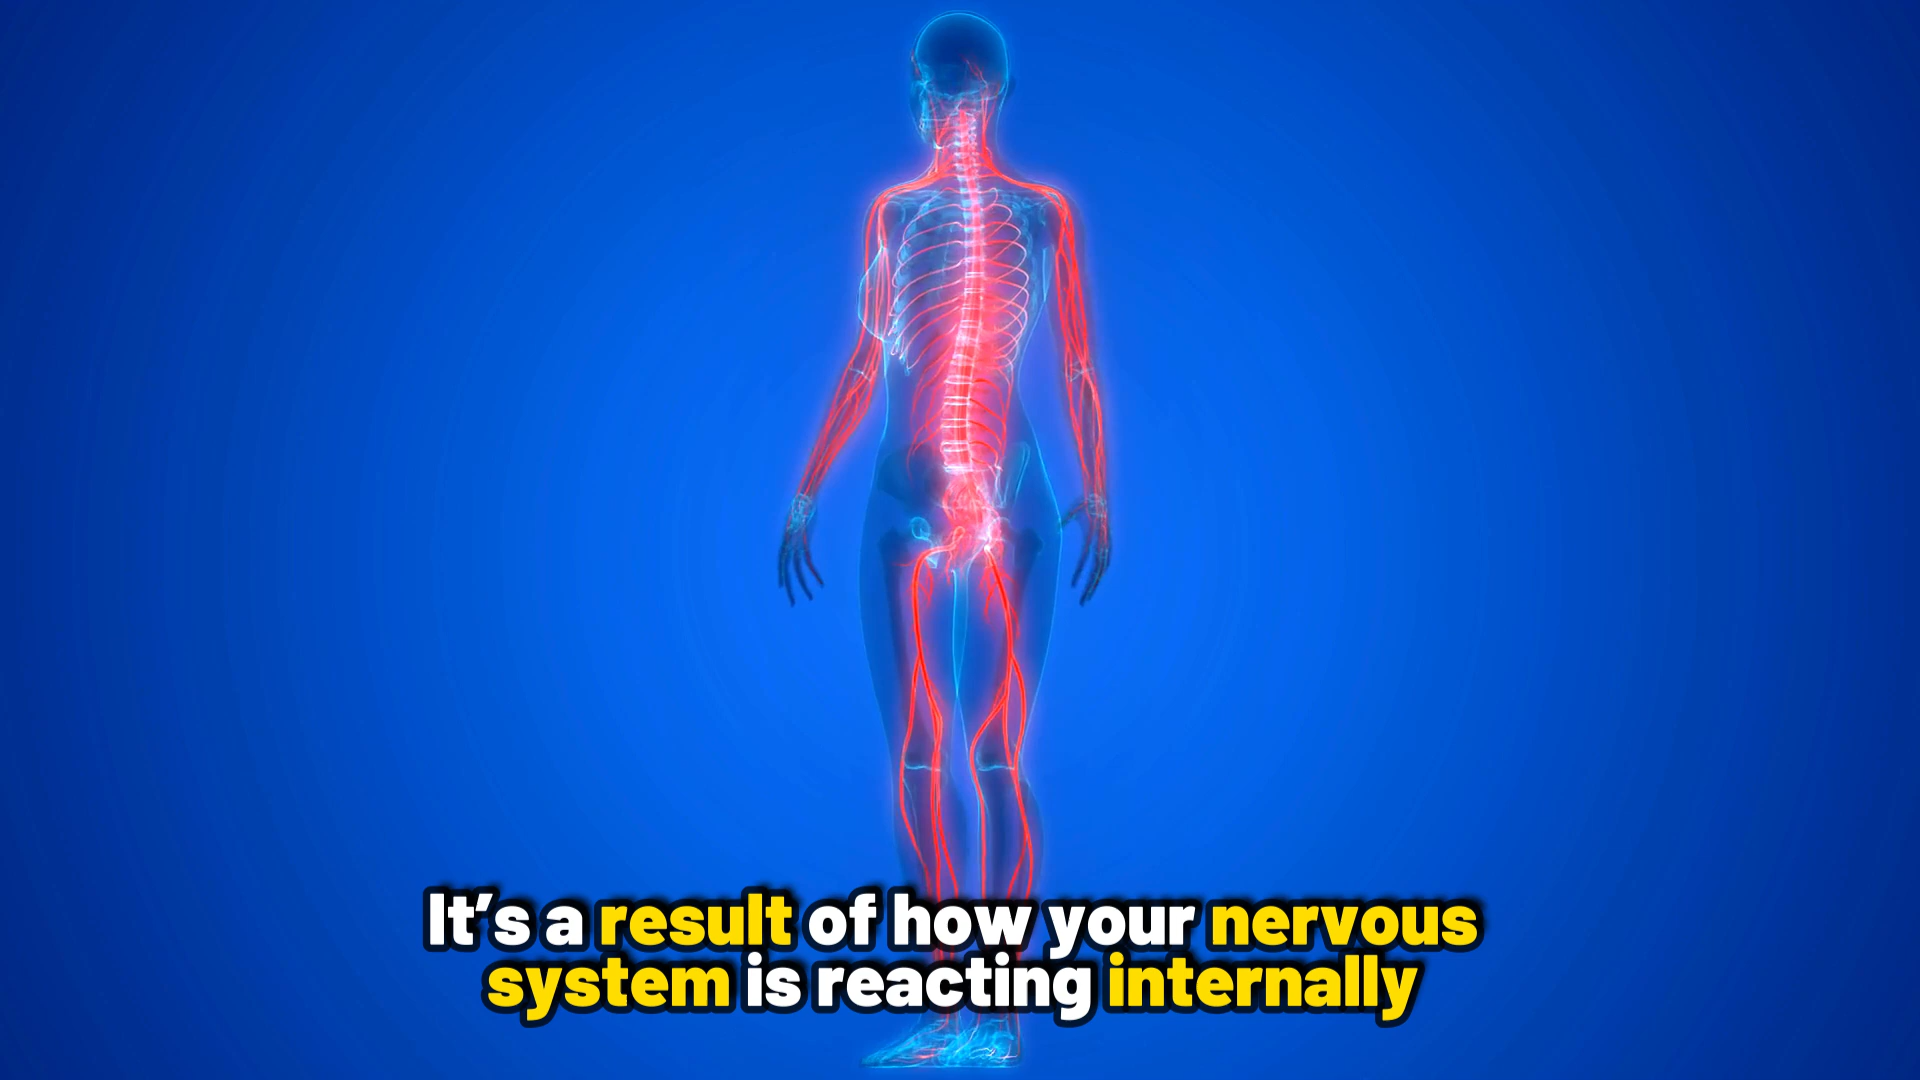 It’s a result of how your nervous
system is reacting internally